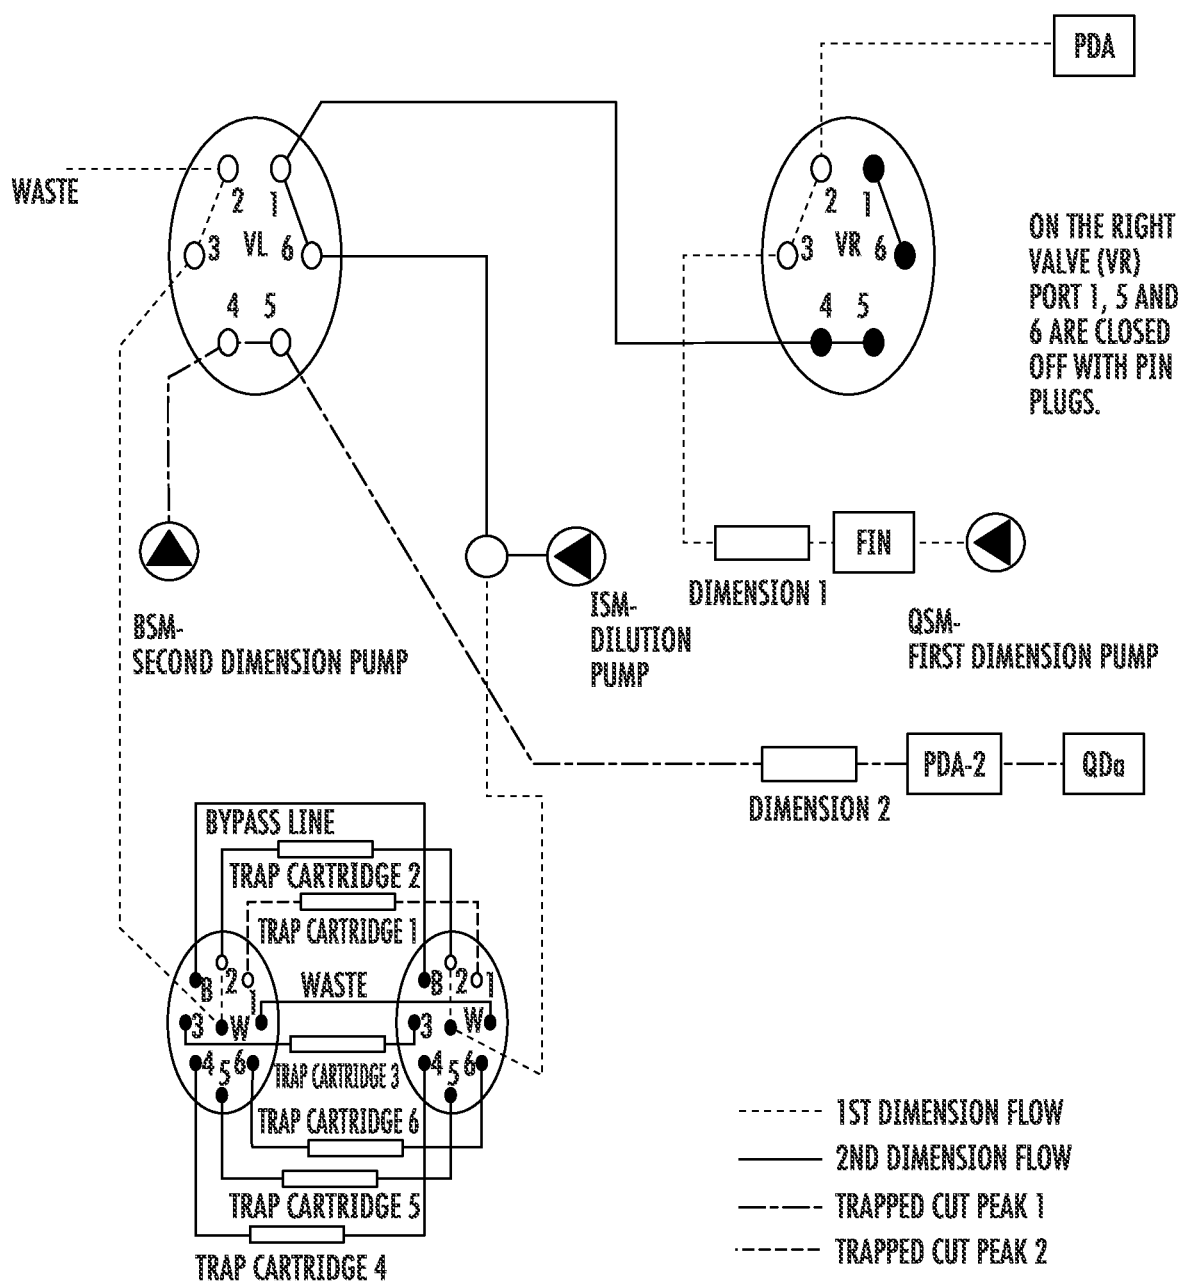 PDA
WASTE
2
1
3
VL
6
4
5
2
1
3
VR
6
4
5
ON THE RIGHT
VALVE (VR)
PORT 1, 5 AND
6 ARE CLOSED
OFF WITH PIN
PLUGS.
FIN
DIMENSION 1
BSM-
SECOND DIMENSION PUMP
ISM-
DILUTION
PUMP
QSM-
FIRST DIMENSION PUMP
PDA-2
QDa
DIMENSION 2
BYPASS LINE
TRAP CARTRIDGE 2
TRAP CARTRIDGE 1
B
2
1
WASTE
B
2
1
3
W
3
W
4
5
6
TRAP CARTRIDGE 3
4
5
6
TRAP CARTRIDGE 6
TRAP CARTRIDGE 5
TRAP CARTRIDGE 4
1ST DIMENSION FLOW
2ND DIMENSION FLOW
TRAPPED CUT PEAK 1
TRAPPED CUT PEAK 2